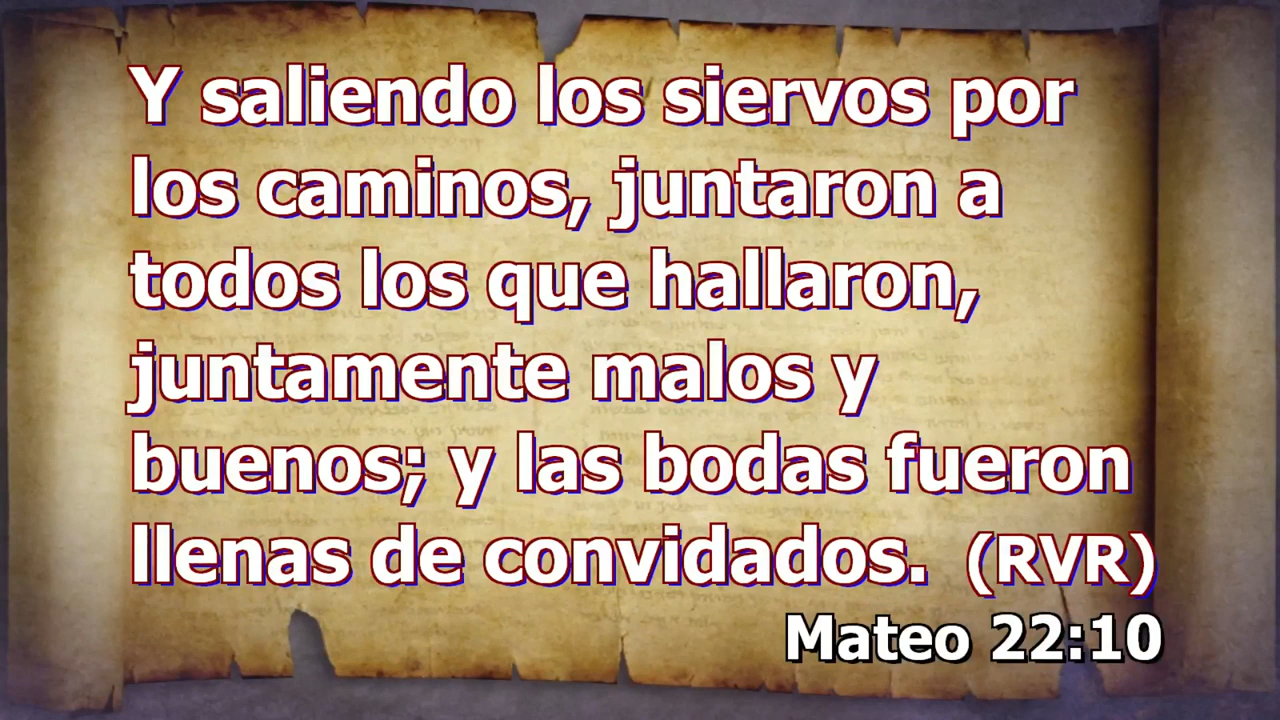 Y saliendo los siervos por
los caminos, juntaron a
todos los que hallaron,
juntamente malos y
buenos; y las bodas fueron
llenas de convidados. (RVR)
Mateo 22:10